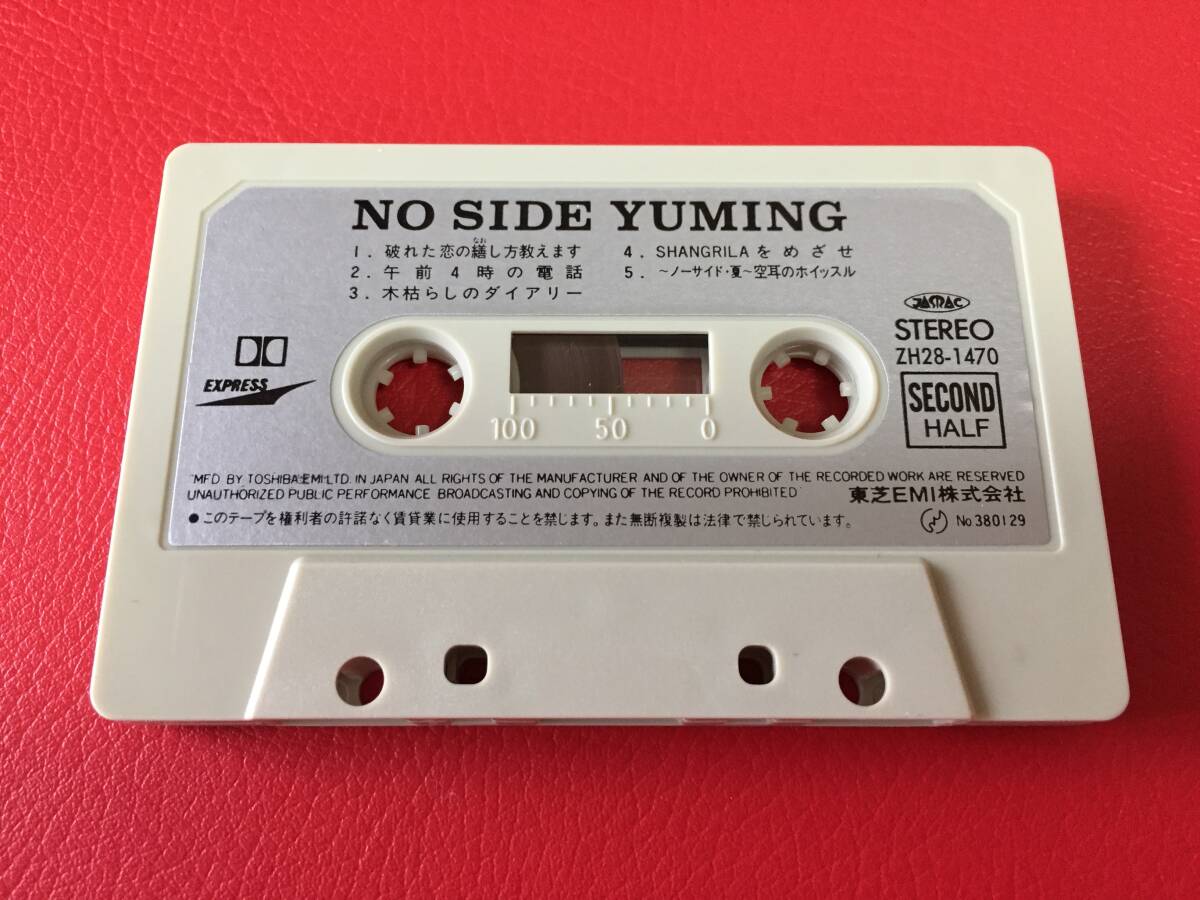 NO SIDE YUMING
1. 破れた恋の繕し方教えます
なお
2. 午前4時の電話
3. 木枯らしのダイアリー
4. SHANGRILAをめざせ
5. 〜ノーサイド・夏〜空耳のホイッスル
EXPRESS
JASRAC
STEREO
ZH28-1470
SECOND
HALF
100 50 0
MFD BY TOSHIBA EMI LTD. IN JAPAN ALL RIGHTS OF THE MANUFACTURER AND OF THE OWNER OF THE RECORDED WORK ARE RESERVED
UNAUTHORIZED PUBLIC PERFORMANCE BROADCASTING AND COPYING OF THE RECORD PROHIBITED 東芝EMI株式会社
●このテープを権利者の許諾なく賃貸業に使用することを禁じます。また無断複製は法律で禁じられています。
No 380129